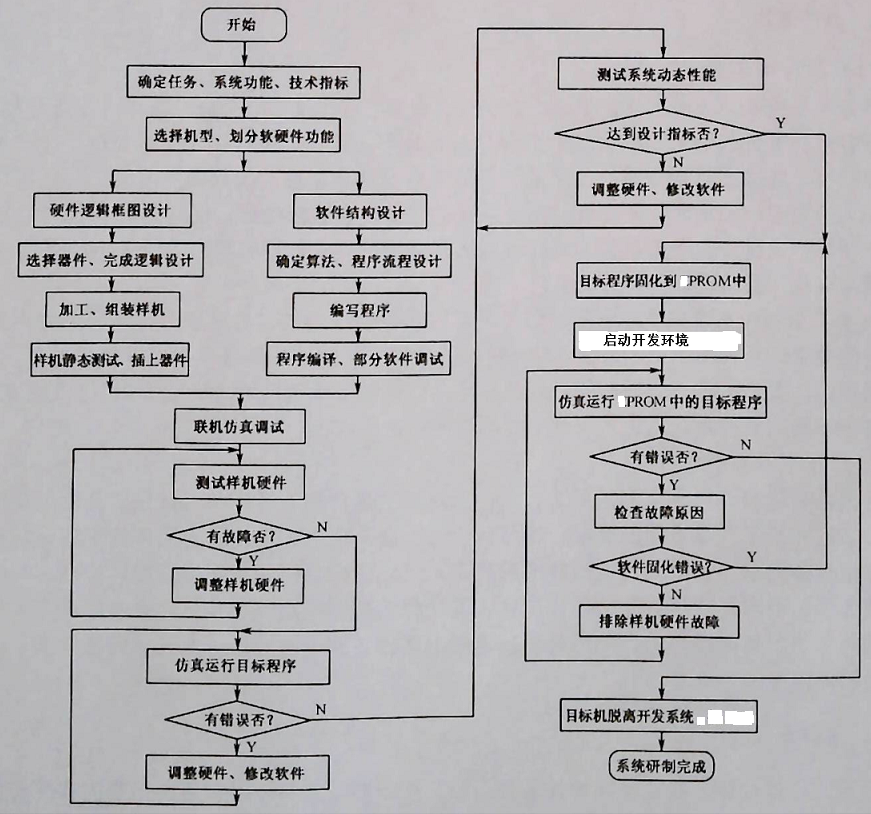 开始
确定任务、系统功能、技术指标
选择机型、划分软硬件功能
硬件逻辑框图设计
软件结构设计
选择器件、完成逻辑设计
确定算法、程序流程设计
加工、组装样机
编写程序
样机静态测试、插上器件
程序编译、部分软件调试
联机仿真调试
测试样机硬件
有故障否?
N
Y
调整样机硬件
仿真运行目标程序
有错误否?
N
Y
调整硬件、修改软件
测试系统动态性能
达到设计指标否?
Y
N
调整硬件、修改软件
目标程序固化到 PROM中
启动开发环境
仿真运行 PROM中的目标程序
有错误否?
N
Y
检查故障原因
软件固化错误?
Y
N
排除样机硬件故障
目标机脱离开发系统
系统研制完成